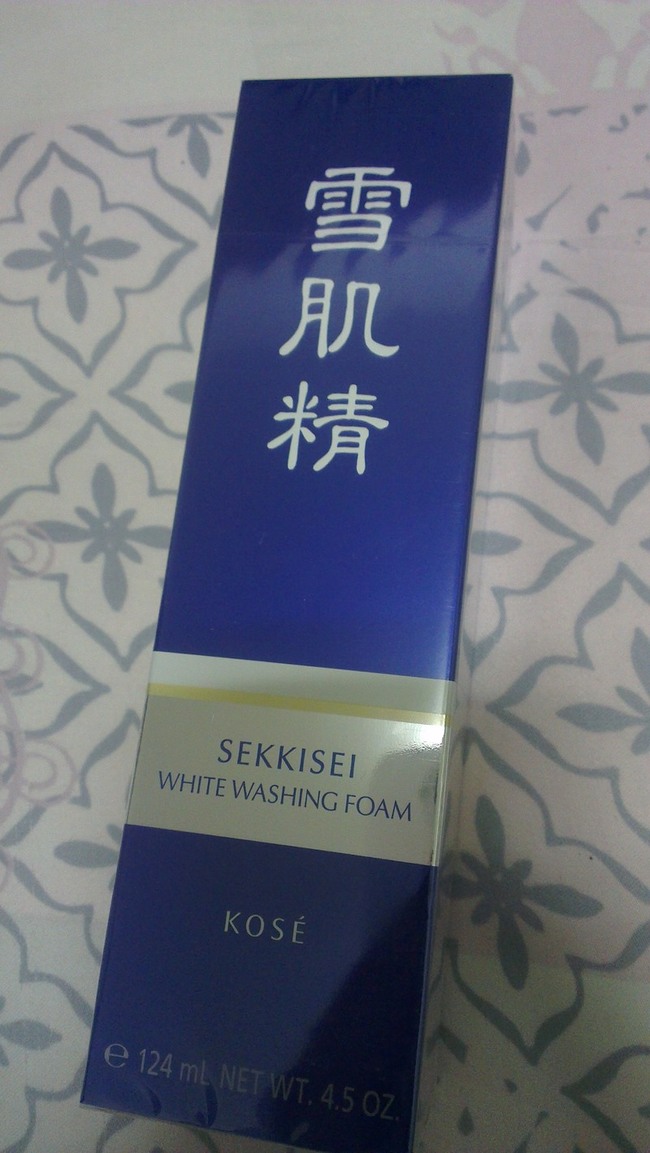 雪肌精
SEKKISEI
WHITE WASHING FOAM
KOSÉ
℮ 124 mL NET WT. 4.5 OZ.